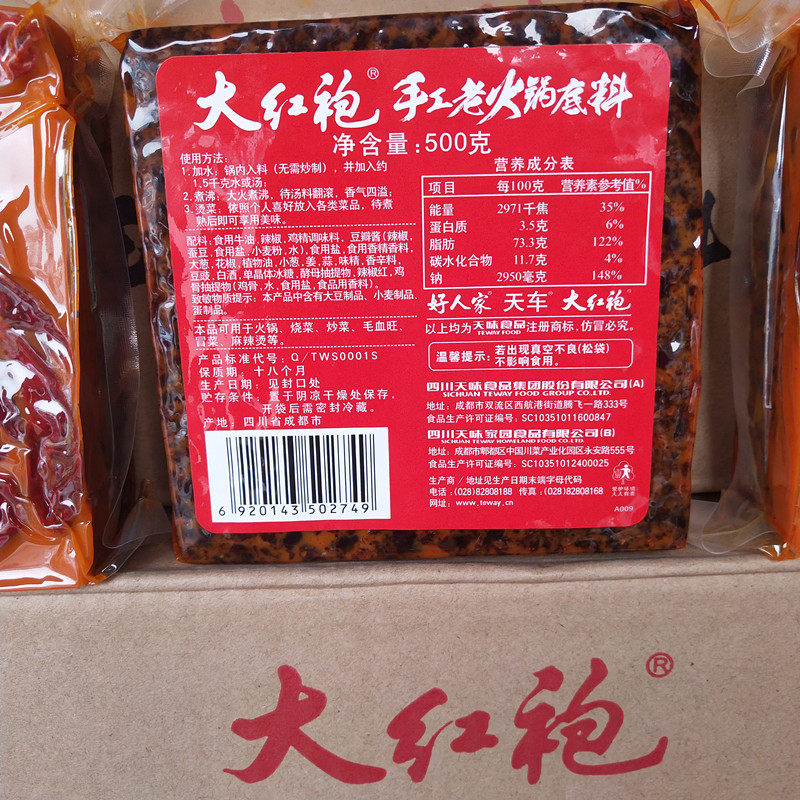 大红袍® 手工老火锅底料
净含量:500克
使用方法:
1.加水:锅内入料(无需炒制),并加入约
1.5千克水或汤;
2.煮沸:大火煮沸,待汤料翻滚,香气四溢;
3.烫菜:依照个人喜好放入各类菜品,待煮
熟后即可享用美味。
配料:食用牛油,辣椒,鸡精调味料,豆瓣酱(辣椒,
蚕豆,食用盐,小麦粉,水),食用盐,食用香精香料,
大葱,花椒,植物油,小葱,姜,蒜,味精,香辛料,
豆豉,白酒,单晶体冰糖,酵母抽提物,辣椒红,鸡
骨抽提物(鸡骨、水、食用盐、食品用香料)。
致敏物质提示:本产品中含有大豆制品、小麦制品、
蛋制品。
本品可用于火锅、烧菜、炒菜、毛血旺、
冒菜、麻辣烫等。
产品标准代号:Q/TWS0001S
保质期:十八个月
生产日期:见封口处
贮存条件:置于阴凉干燥处保存,
开袋后需密封冷藏。
产地:四川省成都市
6 920143 502749
营养成分表
项目 每100克 营养素参考值%
能量 2971千焦 35%
蛋白质 3.5克 6%
脂肪 73.3克 122%
碳水化合物 11.7克 4%
钠 2950毫克 148%
好人家® 天车® 大红袍®
以上均为天味食品注册商标,仿冒必究。
TEWAY FOOD
温馨提示:若出现真空不良(松袋)
不影响食用。
四川天味食品集团股份有限公司(A)
SICHUAN TEWAY FOOD GROUP CO.,LTD.
地址:成都市双流区西航港街道腾飞一路333号
食品生产许可证编号:SC10351011600847
四川天味家园食品有限公司(B)
SICHUAN TEWAY HOMELAND FOOD CO.,LTD.
地址:成都市郫都区中国川菜产业化园区永安路555号
食品生产许可证编号:SC10351012400025
生产商/地址见生产日期末端字母代码
电话:(028)82808188 传真:(028)82808168
网址:www.teway.cn
爱护环境
人人有责
A009
大红袍®